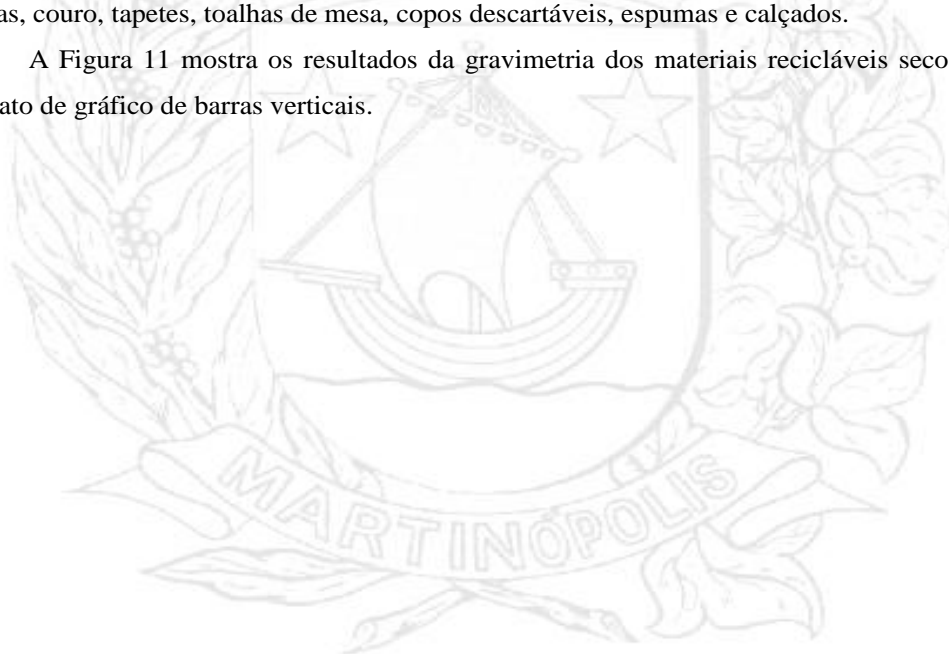 as, couro, tapetes, toalhas de mesa, copos descartáveis, espumas e calçados.
A Figura 11 mostra os resultados da gravimetria dos materiais recicláveis seco
ato de gráfico de barras verticais.
MARTINÓPOLIS